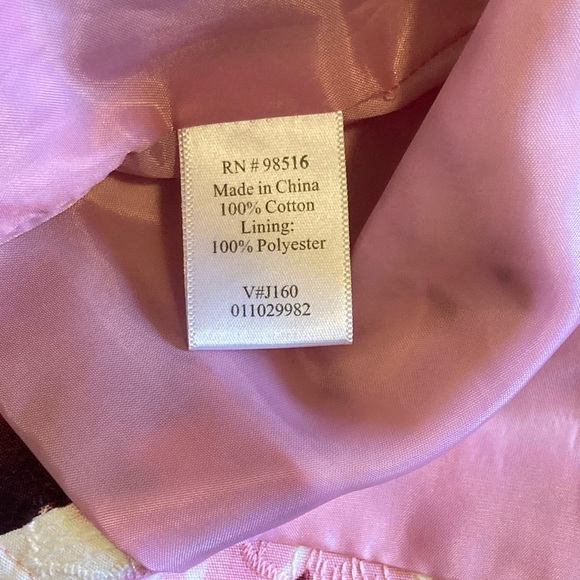 RN # 98516
Made in China
100% Cotton
Lining:
100% Polyester
V#J160
011029982